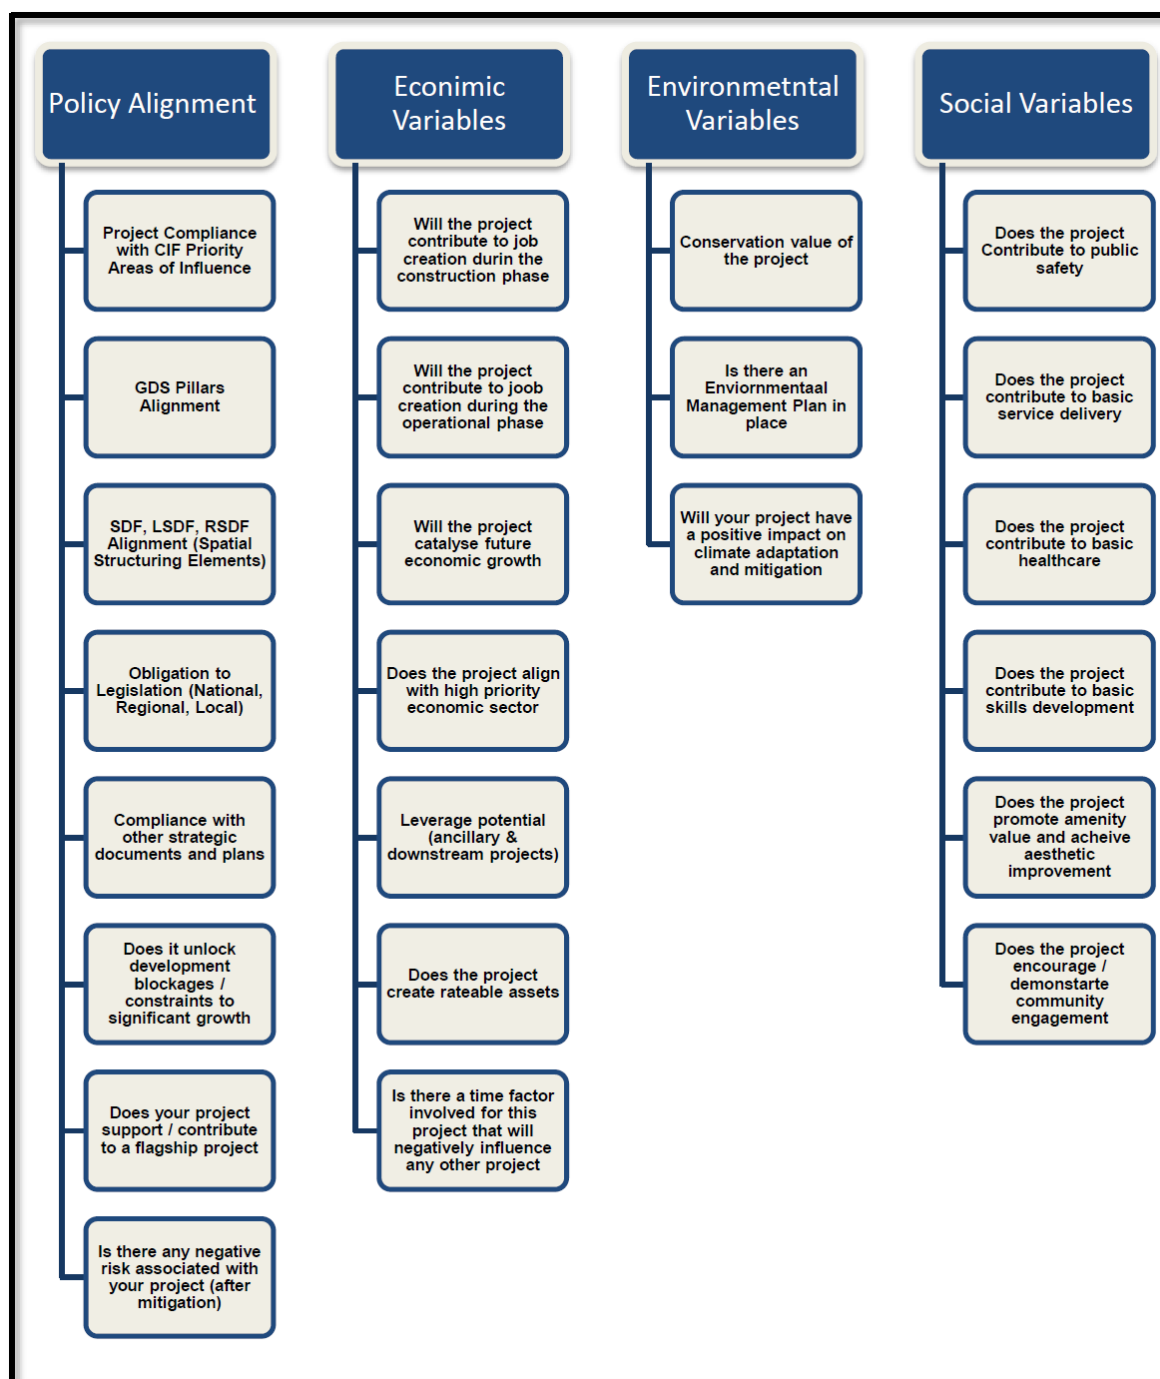 Policy Alignment
Project Compliance
with CIF Priority
Areas of Influence
GDS Pillars
Alignment
SDF, LSDF, RSDF
Alignment (Spatial
Structuring Elements)
Obligation to
Legislation (National,
Regional, Local)
Compliance with
other strategic
documents and plans
Does it unlock
development
blockages /
constraints to
significant growth
Does your project
support / contribute
to a flagship project
Is there any negative
risk associated with
your project (after
mitigation)
Econimic
Variables
Will the project
contribute to job
creation durin the
construction phase
Will the project
contribute to joob
creation during the
operational phase
Will the project
catalyse future
economic growth
Does the project align
with high priority
economic sector
Leverage potential
(ancillary &
downstream projects)
Does the project
create rateable assets
Is there a time factor
involved for this
project that will
negatively influence
any other project
Environmetntal
Variables
Conservation value of
the project
Is there an
Enviornmentaal
Management Plan in
place
Will your project have
a positive impact on
climate adaptation
and mitigation
Social Variables
Does the project
Contribute to public
safety
Does the project
contribute to basic
service delivery
Does the project
contribute to basic
healthcare
Does the project
contribute to basic
skills development
Does the project
promote amenity
value and acheive
aesthetic
improvement
Does the project
encourage /
demonstarte
community
engagement